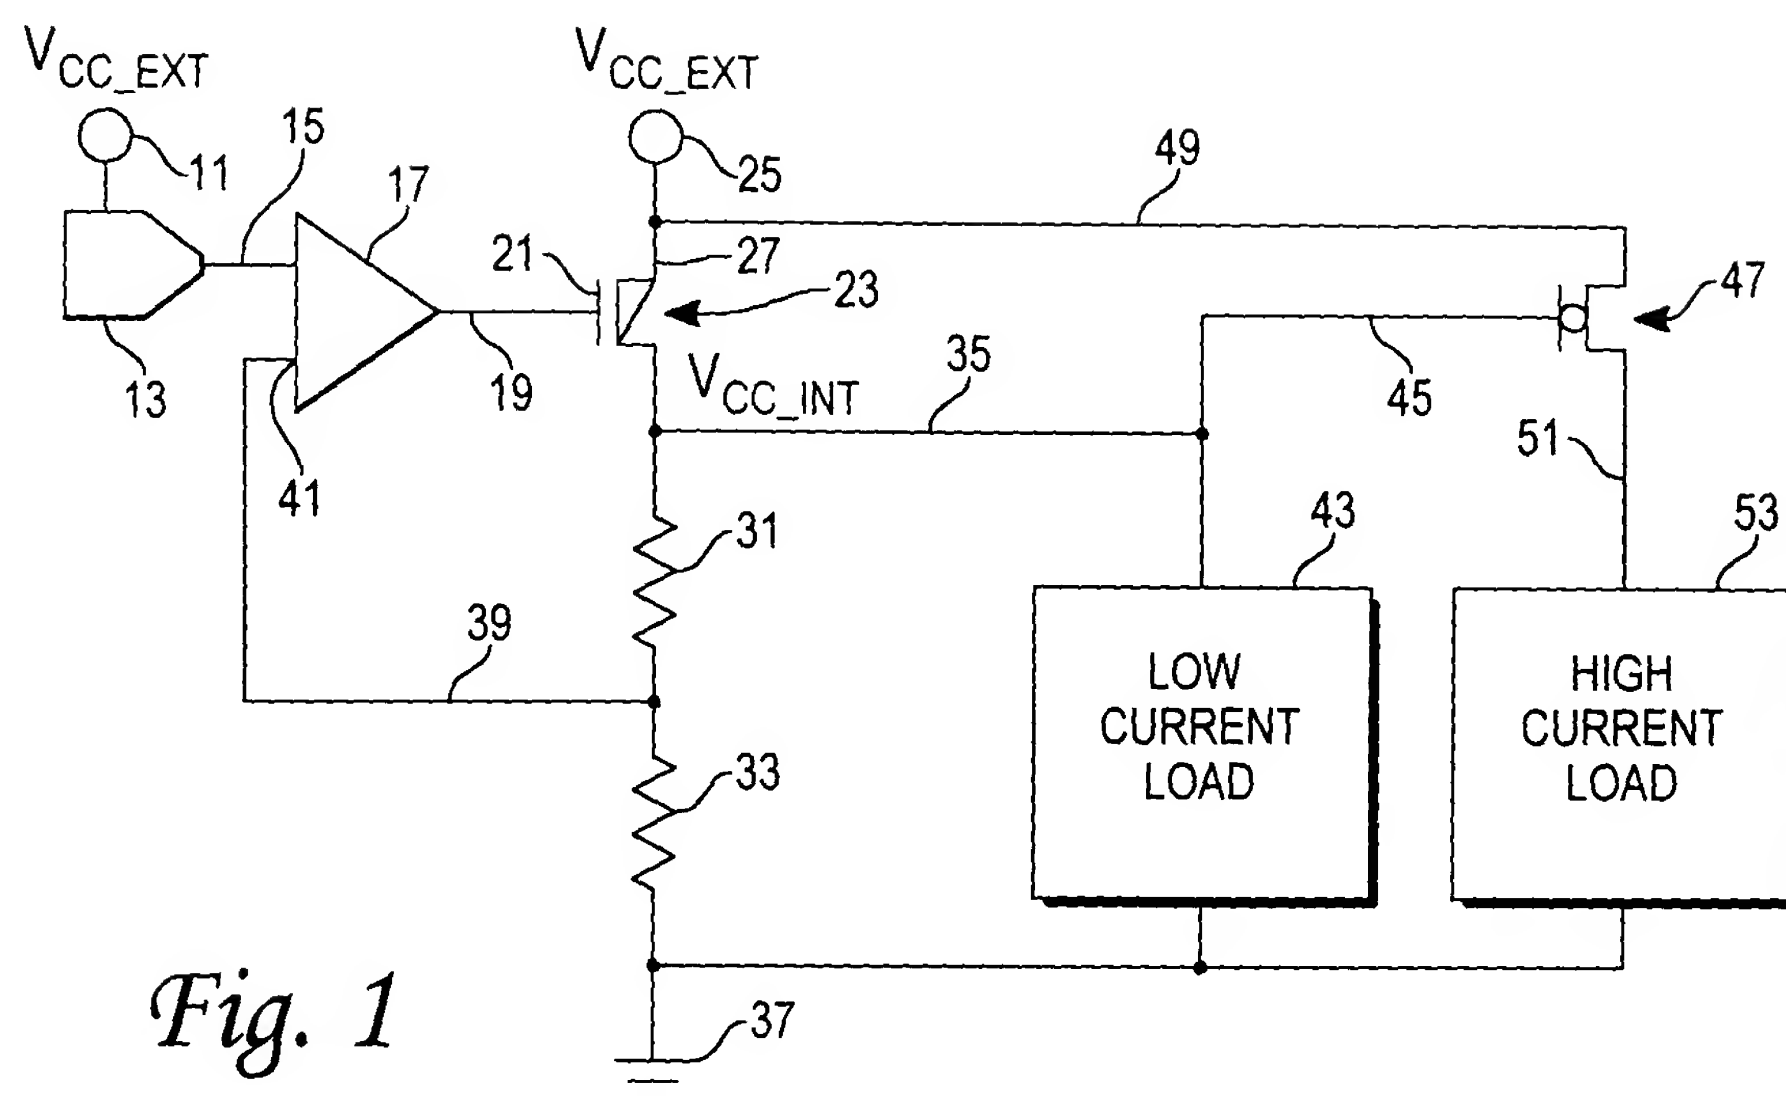 VCC_EXT
VCC_EXT
15
17
11
25
49
21
27
23
47
13
19
VCC_INT
35
45
41
51
31
43
53
39
LOW
CURRENT
LOAD
HIGH
CURRENT
LOAD
33
37
Fig. 1